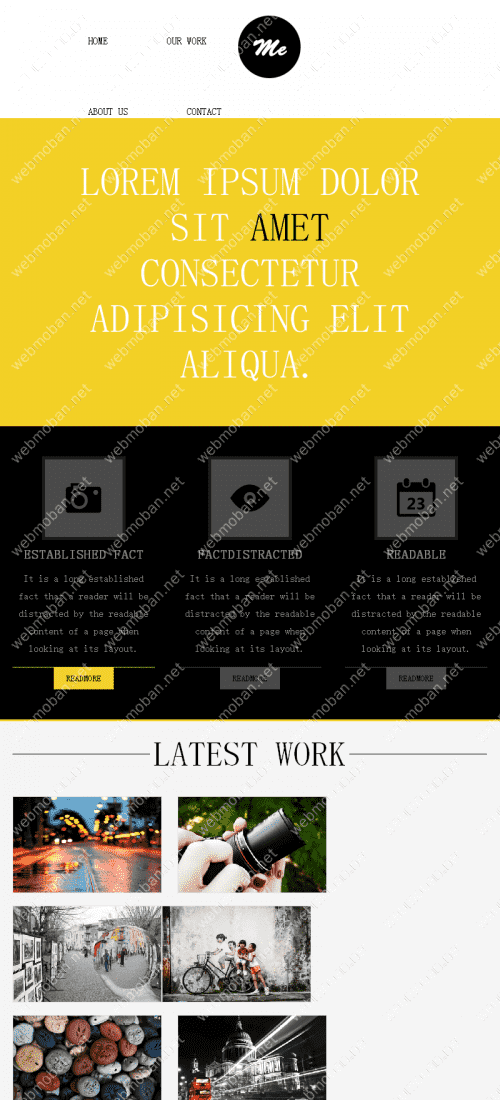 HOME OUR WORK
Me
ABOUT US CONTACT
LOREM IPSUM DOLOR
SIT AMET
CONSECTETUR
ADIPISICING ELIT
ALIQUA.
23
ESTABLISHED FACT
It is a long established
fact that a reader will be
distracted by the readable
content of a page when
looking at its layout.
READMORE
FACTDISTRACTED
It is a long established
fact that a reader will be
distracted by the readable
content of a page when
looking at its layout.
READMORE
READABLE
It is a long established
fact that a reader will be
distracted by the readable
content of a page when
looking at its layout.
READMORE
LATEST WORK
webmoban.net